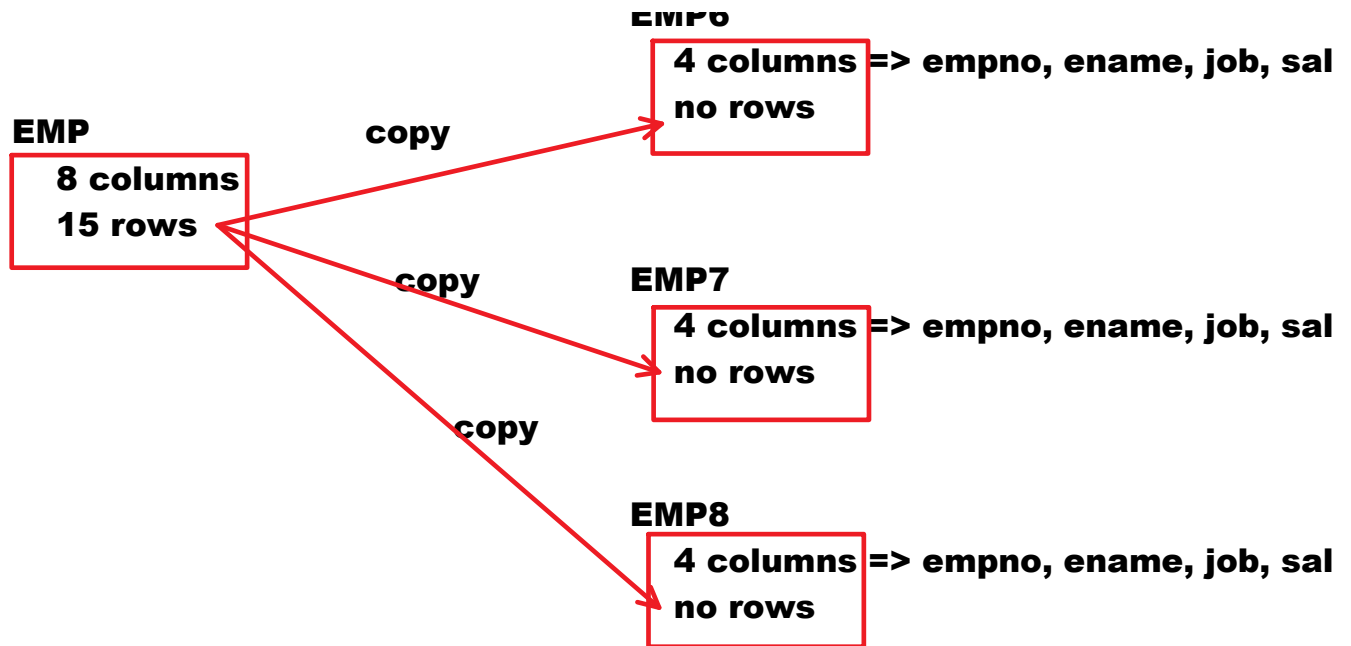 EMP6
4 columns => empno, ename, job, sal
no rows
EMP
copy
8 columns
15 rows
copy
EMP7
4 columns => empno, ename, job, sal
no rows
copy
EMP8
4 columns => empno, ename, job, sal
no rows